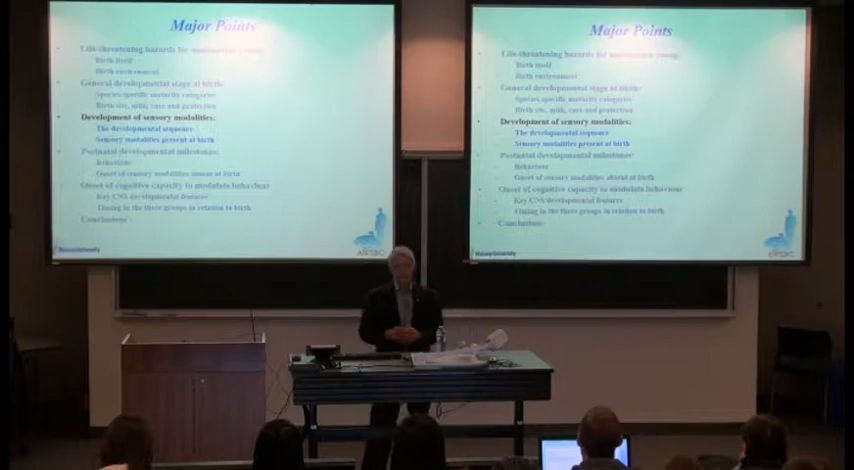 Major Points
Life-threatening hazards for
Birth itself
Birth environment
General developmental stage at birth:
Species-specific maturity categories
Birth site, milk, care and protection
Development of sensory modalities:
The developmental sequence
Sensory modalities present at birth
Postnatal developmental milestones:
Behaviour
Onset of sensory modalities absent at birth
Onset of cognitive capacity to modulate behaviour
Key CNS developmental features
Timing in the three groups in relation to birth
Conclusions
Massey University
Major Points
Life-threatening hazards for
Birth itself
Birth environment
General developmental stage at birth:
Species-specific maturity categories
Birth site, milk, care and protection
Development of sensory modalities:
The developmental sequence
Sensory modalities present at birth
Postnatal developmental milestones:
Behaviour
Onset of sensory modalities absent at birth
Onset of cognitive capacity to modulate behaviour
Key CNS developmental features
Timing in the three groups in relation to birth
Conclusions
Massey University